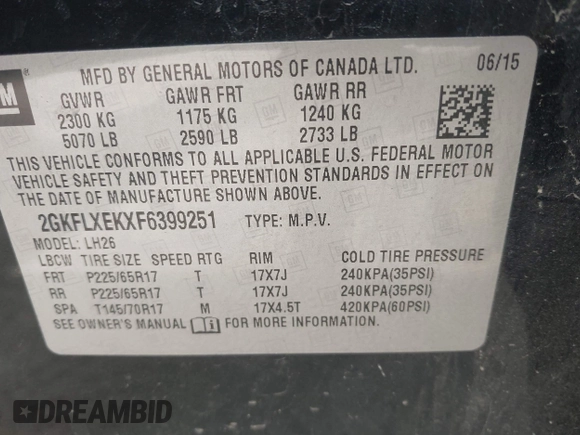 GM
MFD BY GENERAL MOTORS OF CANADA LTD. 06/15
GVWR GAWR FRT GAWR RR
2300 KG 1175 KG 1240 KG
5070 LB 2590 LB 2733 LB
THIS VEHICLE CONFORMS TO ALL APPLICABLE U.S. FEDERAL MOTOR
VEHICLE SAFETY AND THEFT PREVENTION STANDARDS IN EFFECT ON
THE DATE OF MANUFACTURE SHOWN ABOVE.
2GKFLXEKXF6399251 TYPE: M.P.V.
MODEL: LH26
LBCW TIRE SIZE SPEED RTG RIM COLD TIRE PRESSURE
FRT P225/65R17 T 17X7J 240KPA(35PSI)
RR P225/65R17 T 17X7J 240KPA(35PSI)
SPA T145/70R17 M 17X4.5T 420KPA(60PSI)
SEE OWNER'S MANUAL FOR MORE INFORMATION.
DREAMBID